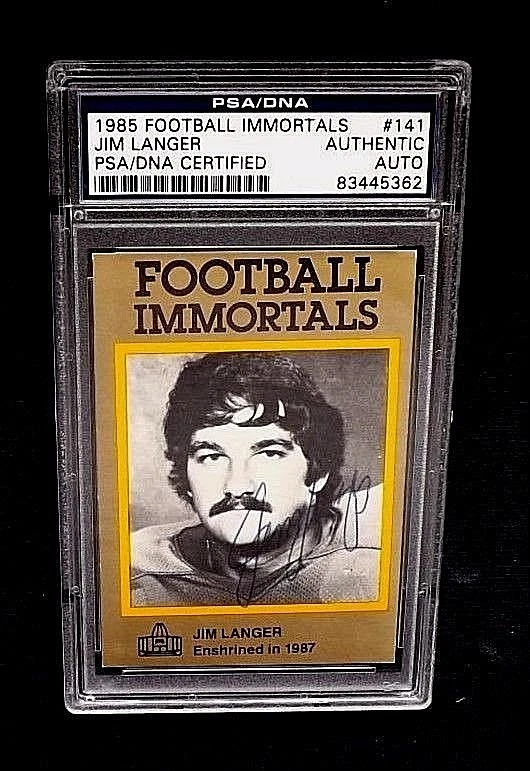 PSA/DNA
1985 FOOTBALL IMMORTALS #141
JIM LANGER AUTHENTIC
PSA/DNA CERTIFIED AUTO
83445362
FOOTBALL
IMMORTALS
JIM LANGER
Enshrined in 1987